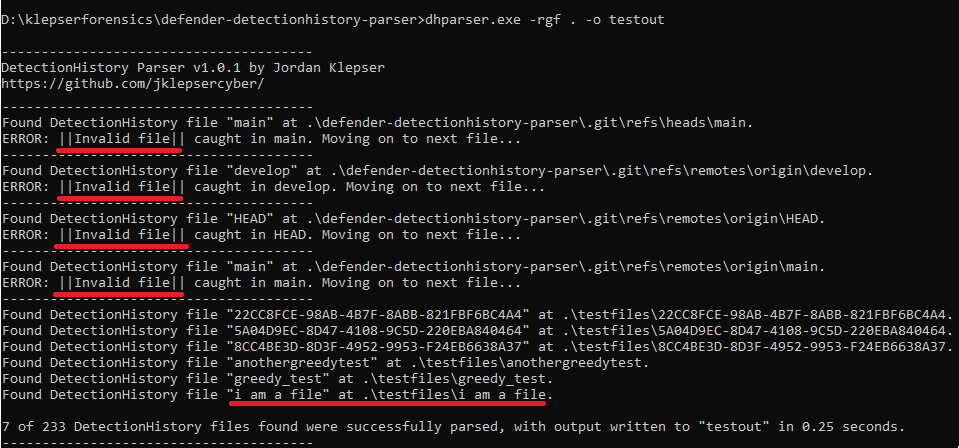 D:\klepserforensics\defender-detectionhistory-parser>dhparser.exe -rgf . -o testout
---------------------------------------
DetectionHistory Parser v1.0.1 by Jordan Klepser
https://github.com/jklepsercyber/
---------------------------------------
Found DetectionHistory file "main" at .\defender-detectionhistory-parser\.git\refs\heads\main.
ERROR: ||Invalid file|| caught in main. Moving on to next file...
---------------------------------------
Found DetectionHistory file "develop" at .\defender-detectionhistory-parser\.git\refs\remotes\origin\develop.
ERROR: ||Invalid file|| caught in develop. Moving on to next file...
---------------------------------------
Found DetectionHistory file "HEAD" at .\defender-detectionhistory-parser\.git\refs\remotes\origin\HEAD.
ERROR: ||Invalid file|| caught in HEAD. Moving on to next file...
---------------------------------------
Found DetectionHistory file "main" at .\defender-detectionhistory-parser\.git\refs\remotes\origin\main.
ERROR: ||Invalid file|| caught in main. Moving on to next file...
---------------------------------------
Found DetectionHistory file "22CC8FCE-98AB-4B7F-8ABB-821FBF6BC4A4" at .\testfiles\22CC8FCE-98AB-4B7F-8ABB-821FBF6BC4A4.
Found DetectionHistory file "5A04D9EC-8D47-4108-9C5D-220EBA840464" at .\testfiles\5A04D9EC-8D47-4108-9C5D-220EBA840464.
Found DetectionHistory file "8CC4BE3D-8D3F-4952-9953-F24EB6638A37" at .\testfiles\8CC4BE3D-8D3F-4952-9953-F24EB6638A37.
Found DetectionHistory file "anothergreedytest" at .\testfiles\anothergreedytest.
Found DetectionHistory file "greedy_test" at .\testfiles\greedy_test.
Found DetectionHistory file "i am a file" at .\testfiles\i am a file.
7 of 233 DetectionHistory files found were successfully parsed, with output written to "testout" in 0.25 seconds.
---------------------------------------